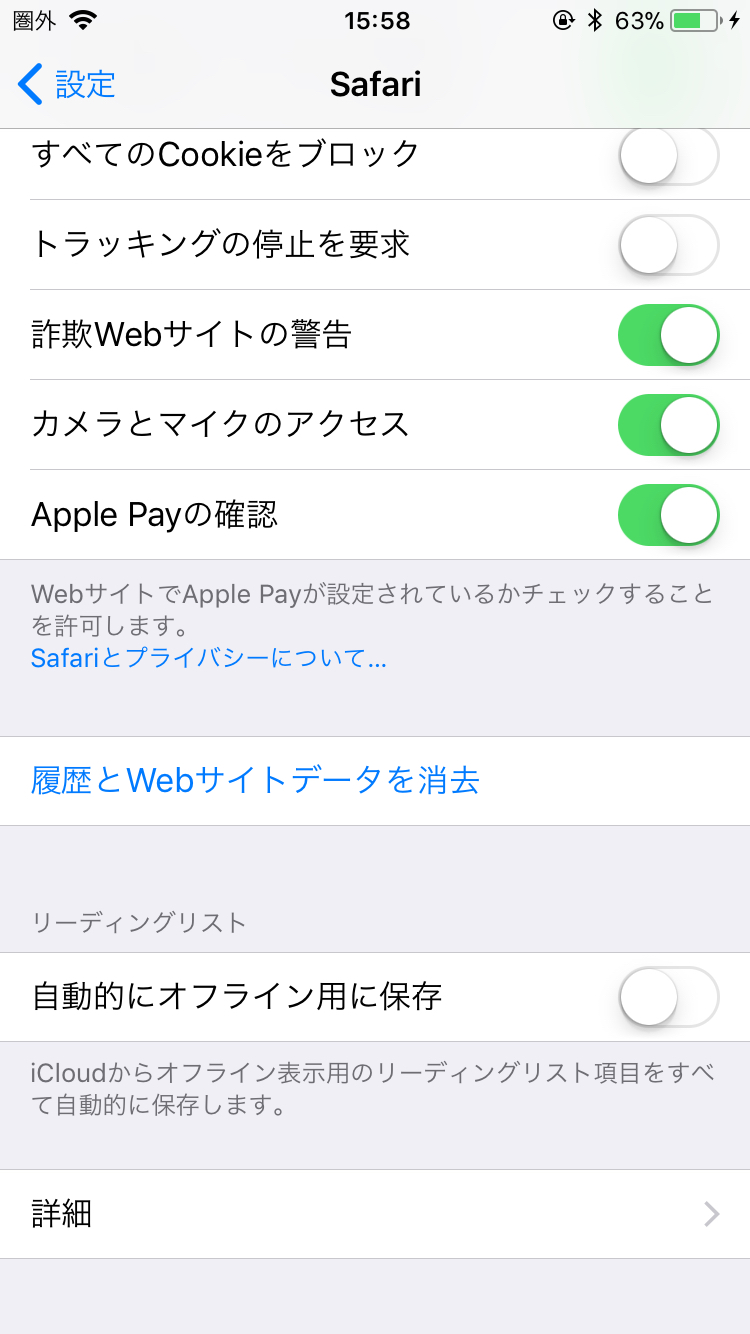 圏外 15:58 63%
設定 Safari
すべてのCookieをブロック
トラッキングの停止を要求
詐欺Webサイトの警告
カメラとマイクのアクセス
Apple Payの確認
WebサイトでApple Payが設定されているかチェックすること
を許可します。
Safariとプライバシーについて...
履歴とWebサイトデータを消去
リーディングリスト
自動的にオフライン用に保存
iCloudからオフライン表示用のリーディングリスト項目をすべ
て自動的に保存します。
詳細